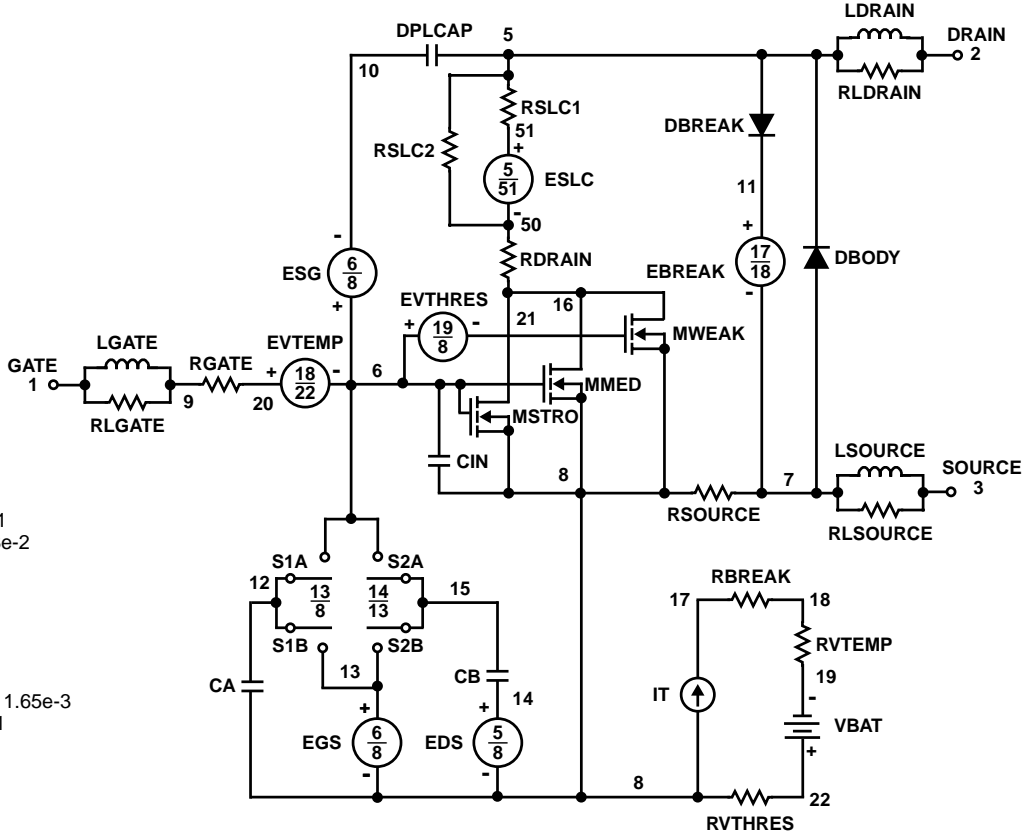 LDRAIN
DPLCAP 5 DRAIN
10 2
RLDRAIN
RSLC1
51
RSLC2
+
5
51
ESLC
-
50
DBREAK
11
+
17
18
EBREAK
-
DBODY
-
6
8
ESG
+
RDRAIN
16
21
EVTHRES
+ 19
8 -
MWEAK
LGATE
GATE
1
RLGATE
9
RGATE
20
EVTEMP
+ 18
22 -
6
MMED
MSTRO
CIN
8
RSOURCE
7
LSOURCE
SOURCE
3
RLSOURCE
1
e-2
1.65e-3
S1A
S2A
12
13
8
14
13
15
S1B
S2B
13
CA
CB
14
+
6
8
EGS
-
+
5
8
EDS
-
8
RBREAK
17
18
RVTEMP
19
IT
-
VBAT
+
22
RVTHRES